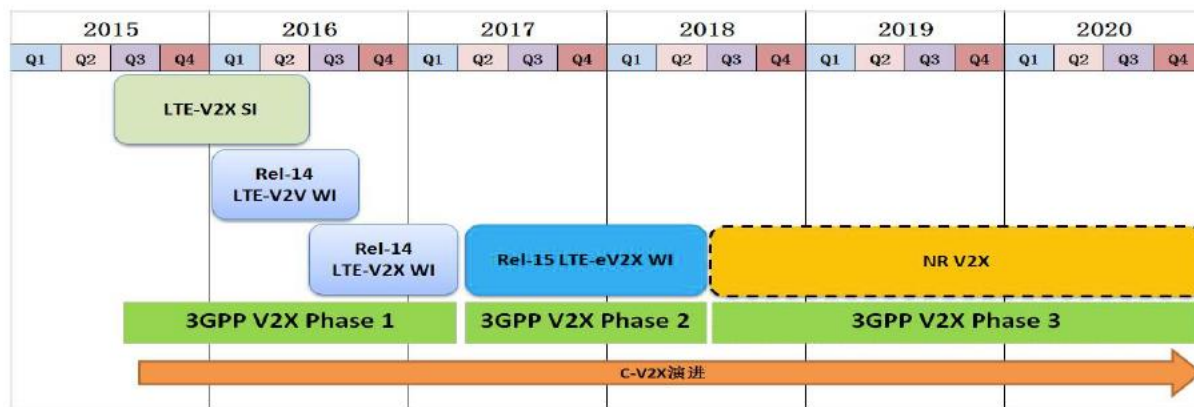 2015 2016 2017 2018 2019 2020
Q1 Q2 Q3 Q4 Q1 Q2 Q3 Q4 Q1 Q2 Q3 Q4 Q1 Q2 Q3 Q4 Q1 Q2 Q3 Q4 Q1 Q2 Q3 Q4
LTE-V2X SI
Rel-14
LTE-V2V WI
Rel-14
LTE-V2X WI
Rel-15 LTE-eV2X WI
NR V2X
3GPP V2X Phase 1
3GPP V2X Phase 2
3GPP V2X Phase 3
C-V2X演进